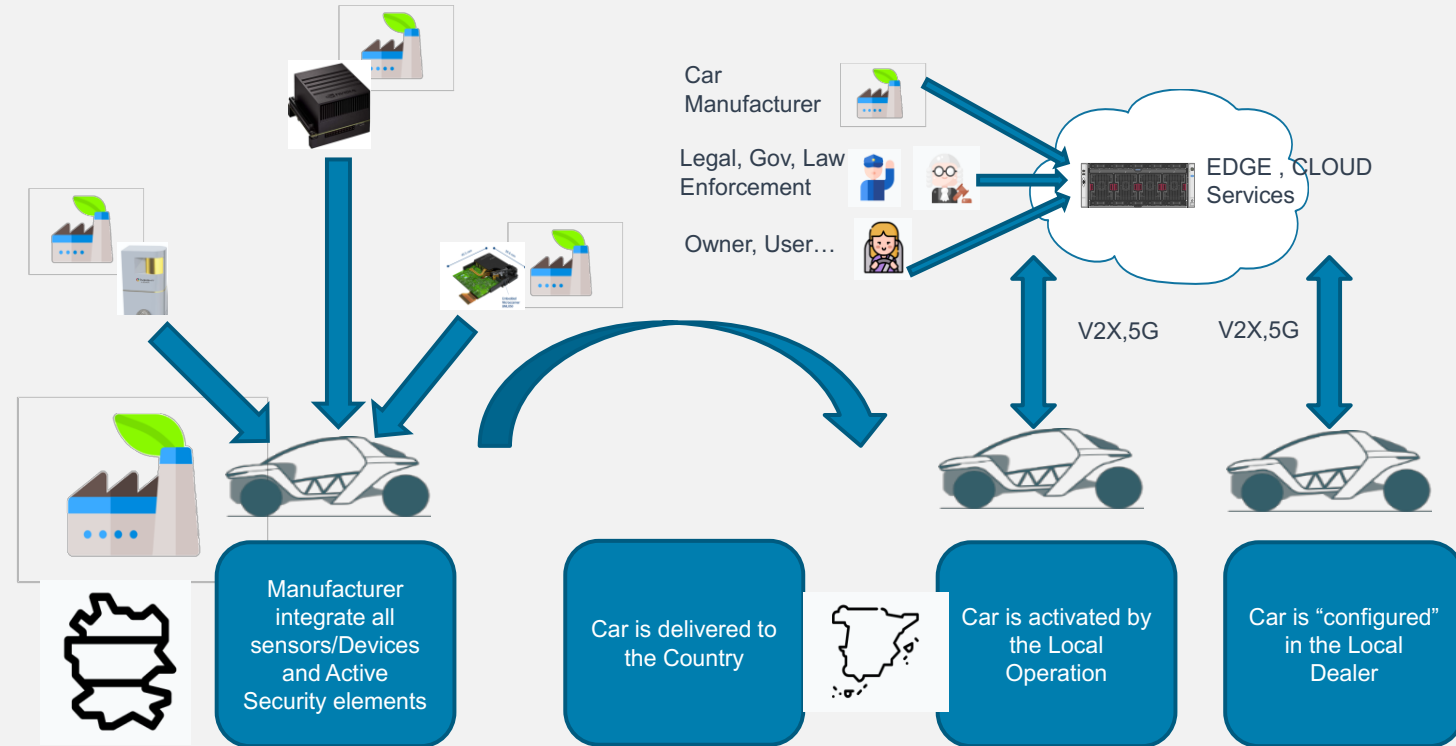 Car
Manufacturer
Legal, Gov, Law
Enforcement
Owner, User…
EDGE , CLOUD
Services
V2X,5G
V2X,5G
Manufacturer
integrate all
sensors/Devices
and Active
Security elements
Car is delivered to
the Country
Car is activated by
the Local
Operation
Car is “configured”
in the Local
Dealer